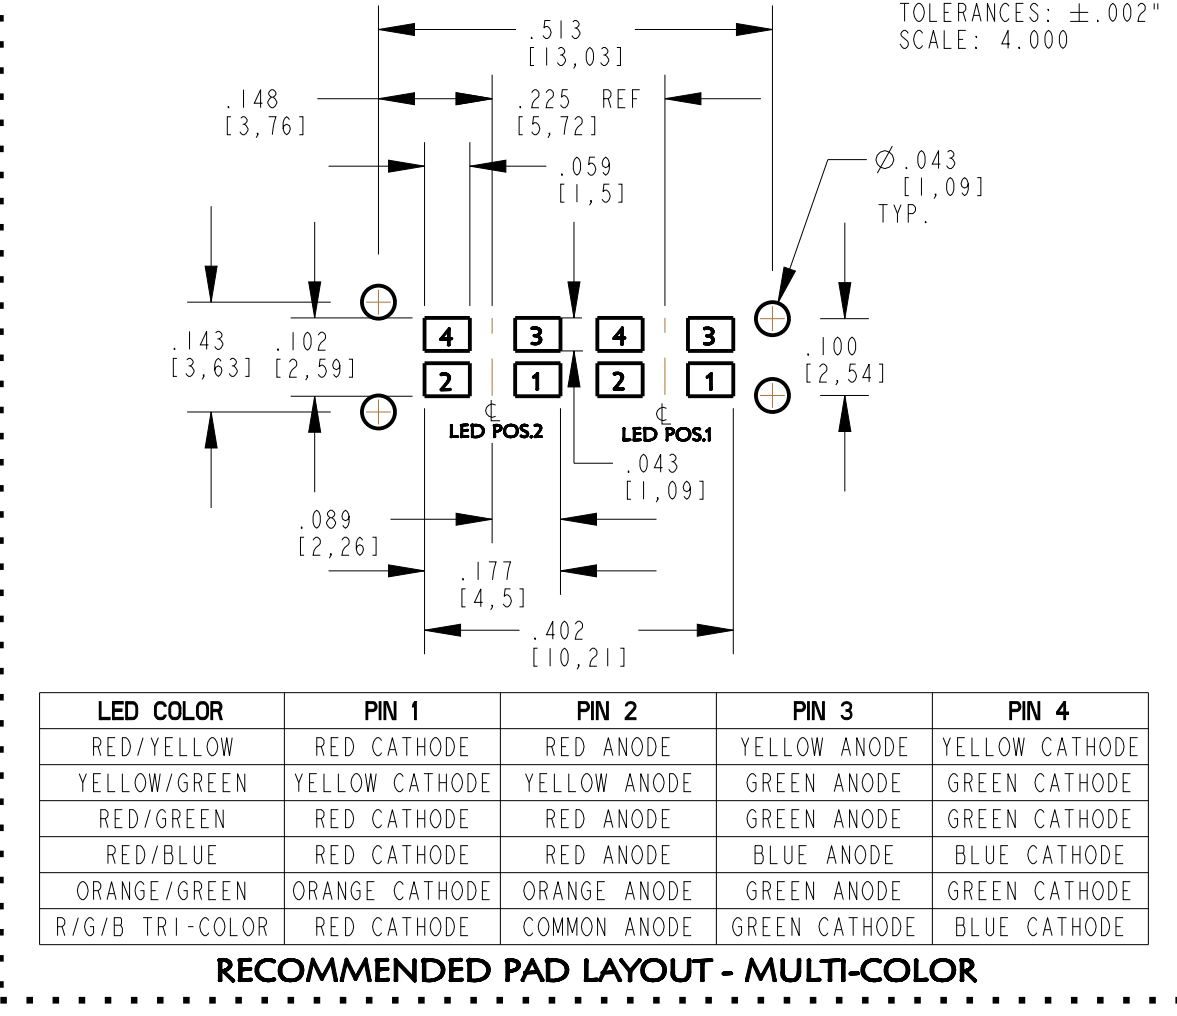 TOLERANCES: ±.002"
SCALE: 4.000
.513
[13,03]
.148
[3,76]
.225 REF
[5,72]
.059
[1,5]
Ø.043
[1,09]
TYP.
.143
[3,63]
.102
[2,59]
4 3 4 3
2 1 2 1
.100
[2,54]
℄ ℄
LED POS.2
LED POS.1
.043
[1,09]
.089
[2,26]
.177
[4,5]
.402
[10,21]
LED COLOR PIN 1 PIN 2 PIN 3 PIN 4
RED/YELLOW RED CATHODE RED ANODE YELLOW ANODE YELLOW CATHODE
YELLOW/GREEN YELLOW CATHODE YELLOW ANODE GREEN ANODE GREEN CATHODE
RED/GREEN RED CATHODE RED ANODE GREEN ANODE GREEN CATHODE
RED/BLUE RED CATHODE RED ANODE BLUE ANODE BLUE CATHODE
ORANGE/GREEN ORANGE CATHODE ORANGE ANODE GREEN ANODE GREEN CATHODE
R/G/B TRI-COLOR RED CATHODE COMMON ANODE GREEN CATHODE BLUE CATHODE
RECOMMENDED PAD LAYOUT - MULTI-COLOR